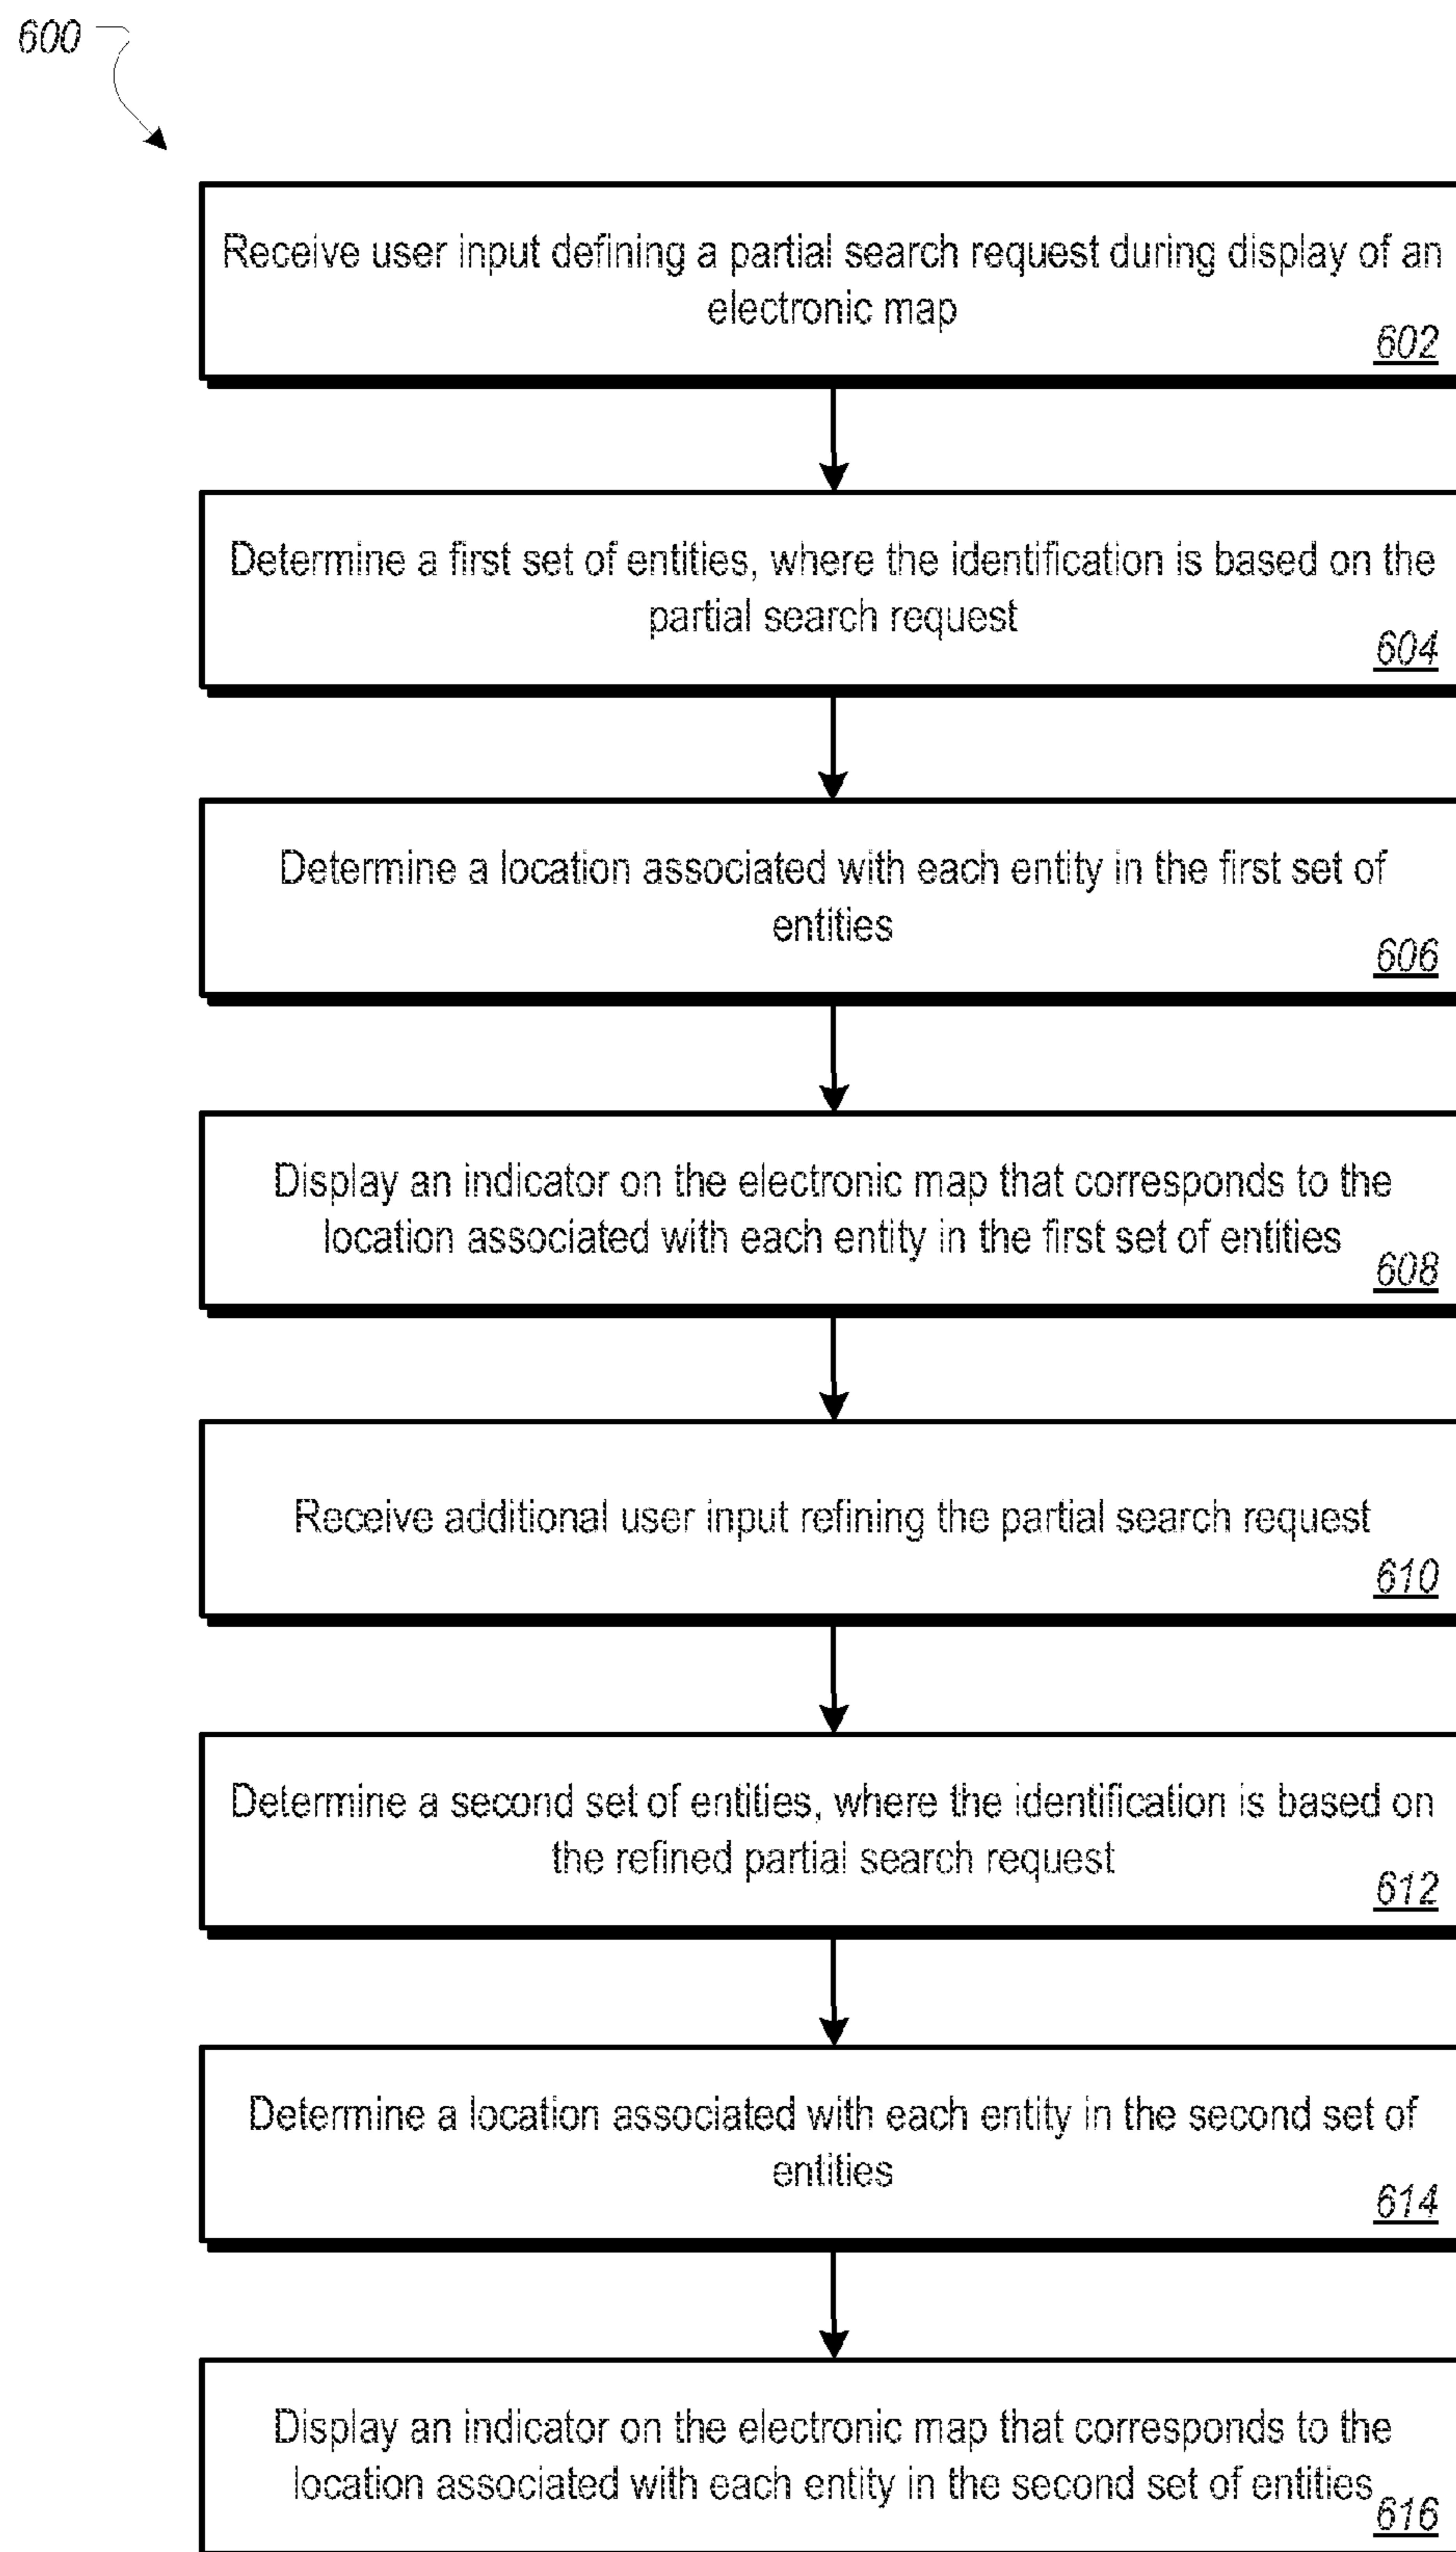 600
Receive user input defining a partial search request during display of an
electronic map
602
Determine a first set of entities, where the identification is based on the
partial search request
604
Determine a location associated with each entity in the first set of
entities
606
Display an indicator on the electronic map that corresponds to the
location associated with each entity in the first set of entities
608
Receive additional user input refining the partial search request
610
Determine a second set of entities, where the identification is based on
the refined partial search request
612
Determine a location associated with each entity in the second set of
entities
614
Display an indicator on the electronic map that corresponds to the
location associated with each entity in the second set of entities
616